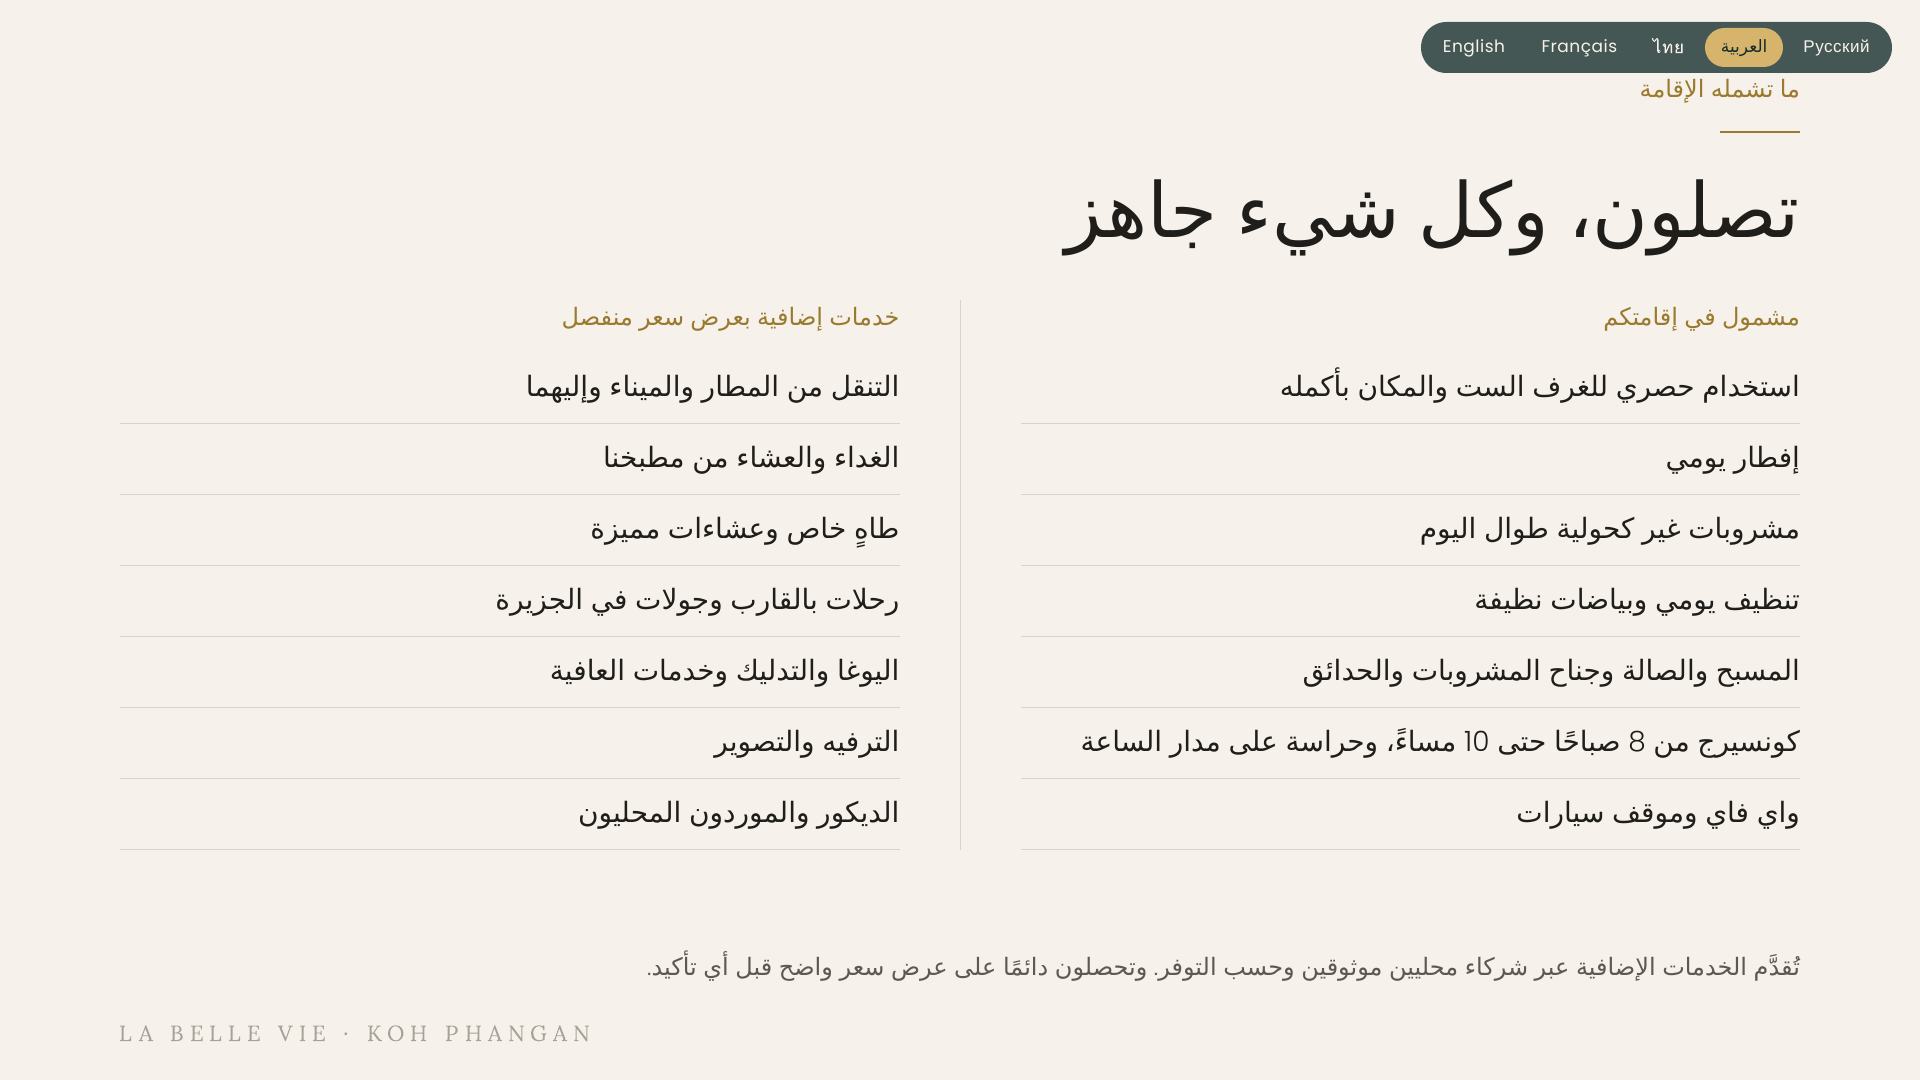 English Français ไทย العربية Русский
ما تشمله الإقامة
تصلون، وكل شيء جاهز
مشمول في إقامتكم
استخدام حصري للغرف الست والمكان بأكمله
إفطار يومي
مشروبات غير كحولية طوال اليوم
تنظيف يومي وبياضات نظيفة
المسبح والصالة وجناح المشروبات والحدائق
كونسيرج من 8 صباحًا حتى 10 مساءً، وحراسة على مدار الساعة
واي فاي وموقف سيارات
خدمات إضافية بعرض سعر منفصل
التنقل من المطار والميناء وإليهما
الغداء والعشاء من مطبخنا
طاهٍ خاص وعشاءات مميزة
رحلات بالقارب وجولات في الجزيرة
اليوغا والتدليك وخدمات العافية
الترفيه والتصوير
الديكور والموردون المحليون
تُقدَّم الخدمات الإضافية عبر شركاء محليين موثوقين وحسب التوفر. وتحصلون دائمًا على عرض سعر واضح قبل أي تأكيد.
LA BELLE VIE · KOH PHANGAN